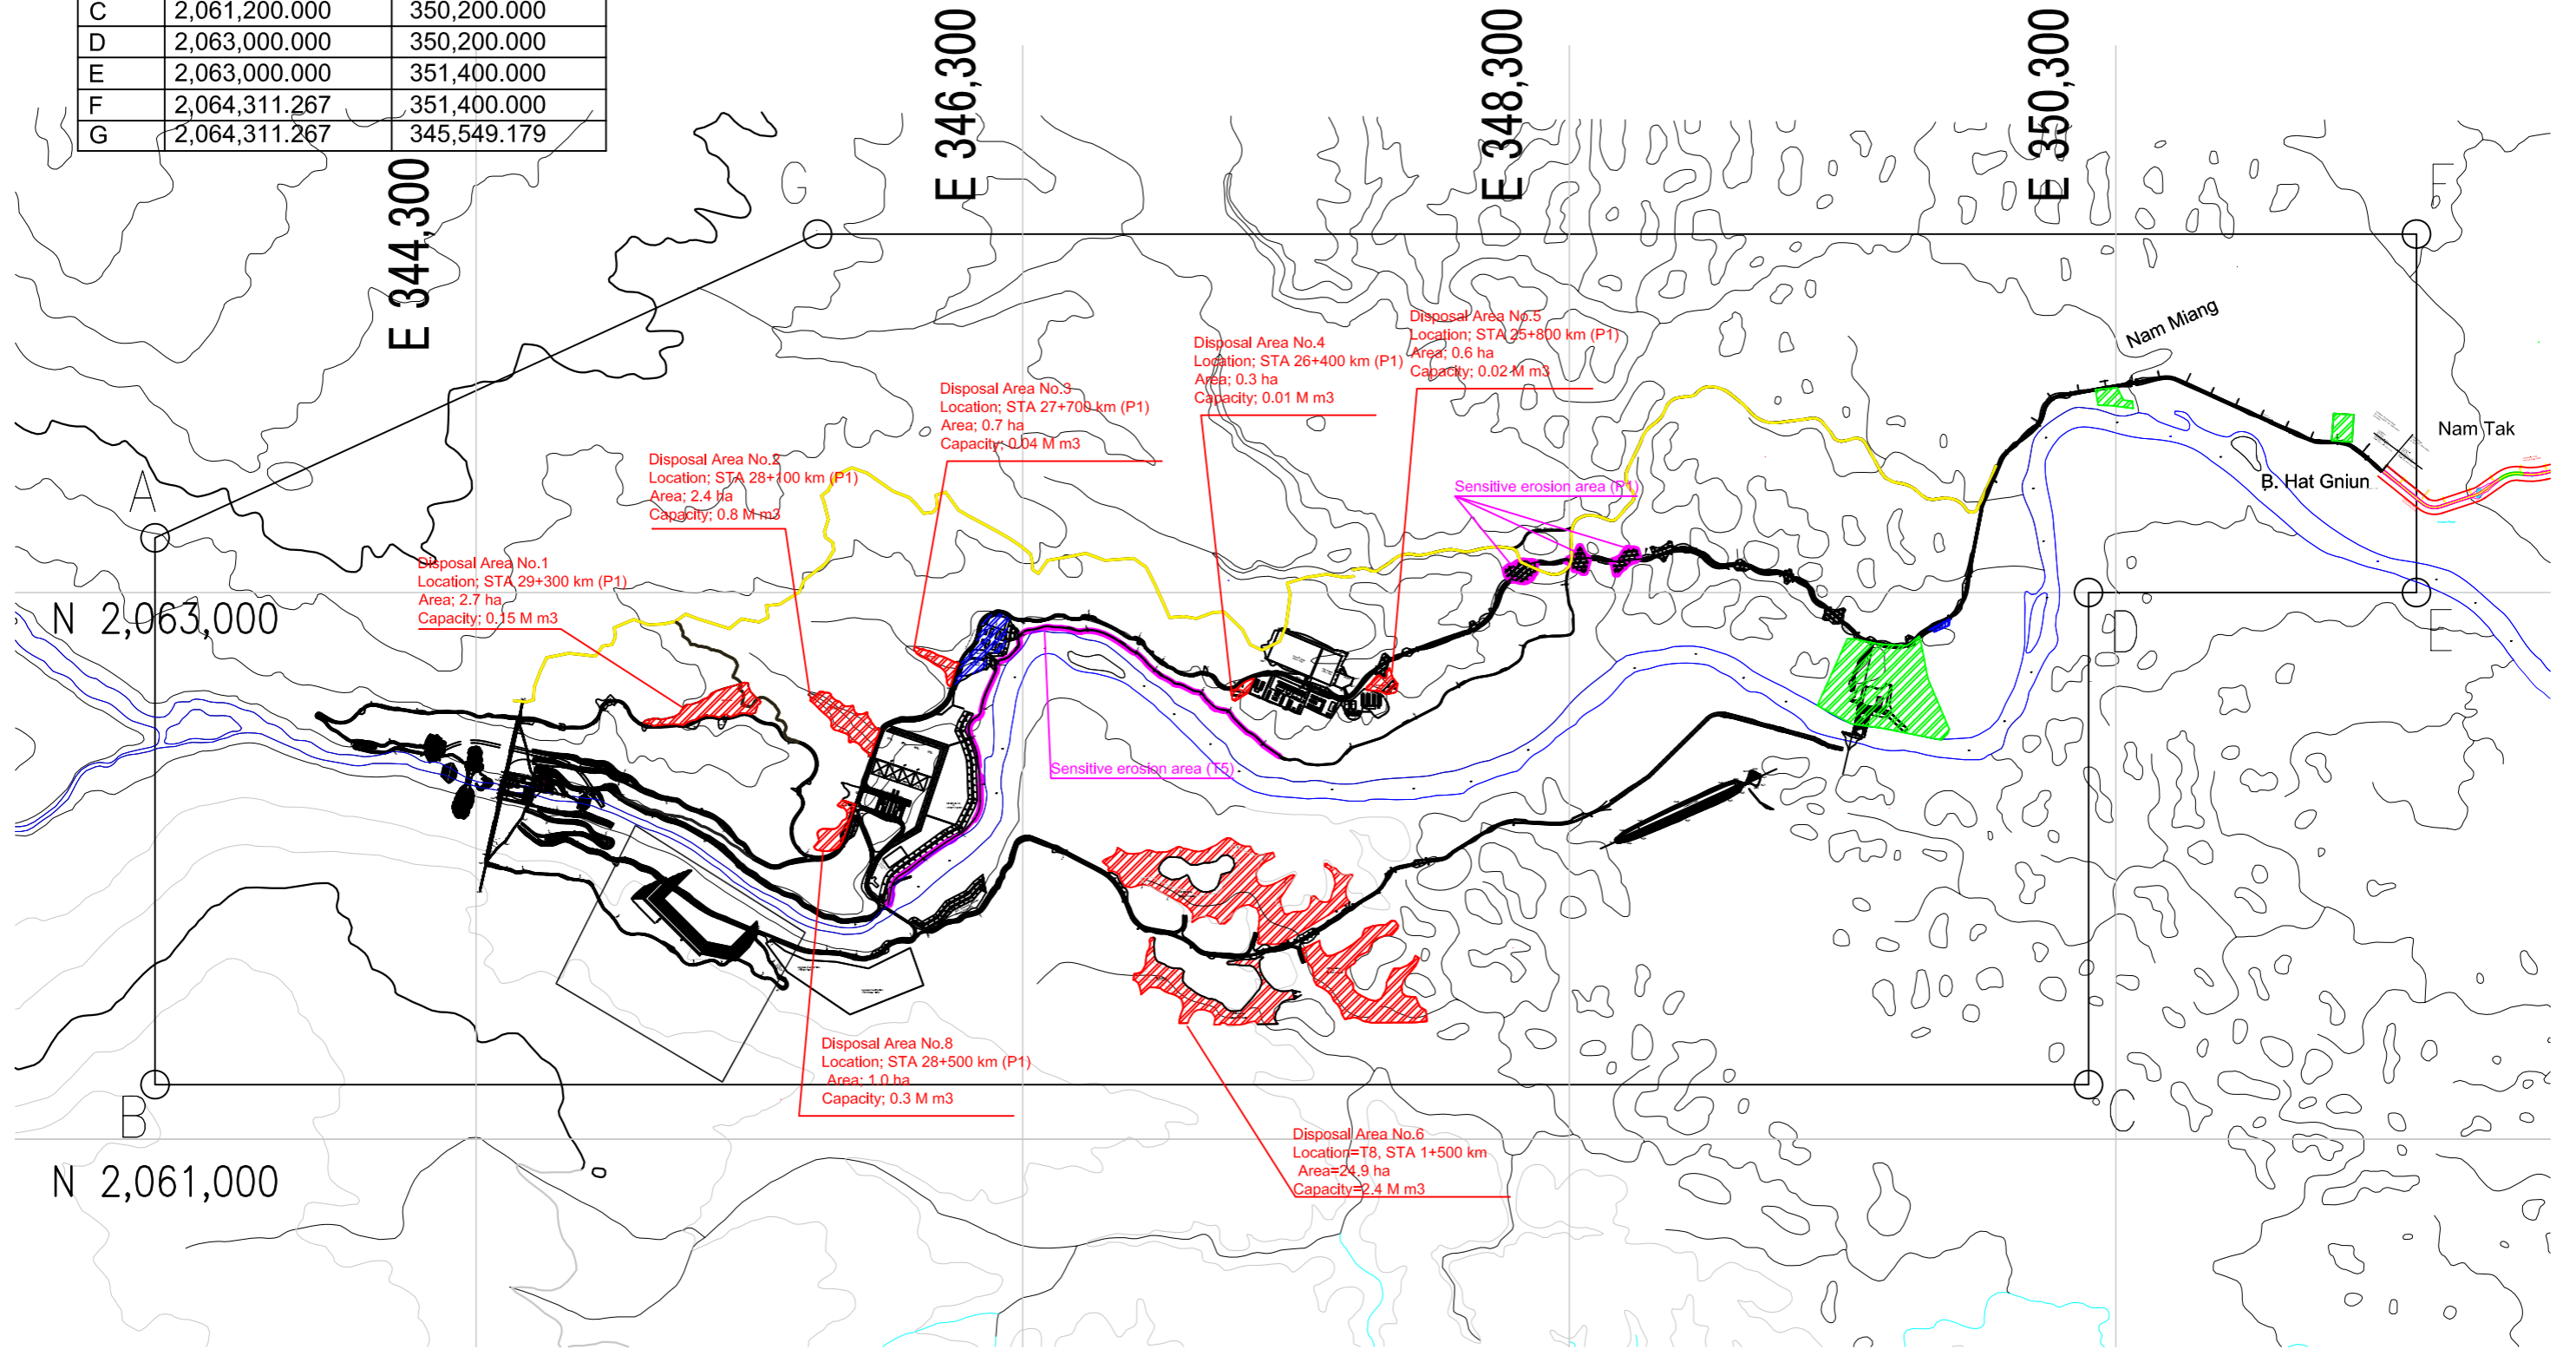 C 2,061,200.000 350,200.000
D 2,063,000.000 350,200.000
E 2,063,000.000 351,400.000
F 2,064,311.267 351,400.000
G 2,064,311.267 345,549.179
E 344,300
E 346,300
E 348,300
E 350,300
G
F
A
Nam Miang
Nam Tak
B. Hat Gniun
Disposal Area No.5
Location; STA 25+800 km (P1)
Area; 0.6 ha
Capacity; 0.02 M m3
Disposal Area No.4
Location; STA 26+400 km (P1)
Area; 0.3 ha
Capacity; 0.01 M m3
Disposal Area No.3
Location; STA 27+700 km (P1)
Area; 0.7 ha
Capacity; 0.04 M m3
Disposal Area No.2
Location; STA 28+100 km (P1)
Area; 2.4 ha
Capacity; 0.8 M m3
Sensitive erosion area (P1)
Disposal Area No.1
Location; STA 29+300 km (P1)
Area; 2.7 ha
Capacity; 0.15 M m3
N 2,063,000
D
E
Sensitive erosion area (T5)
Disposal Area No.8
Location; STA 28+500 km (P1)
Area; 1.0 ha
Capacity; 0.3 M m3
B
C
Disposal Area No.6
Location=T8, STA 1+500 km
Area=24.9 ha
Capacity=2.4 M m3
N 2,061,000